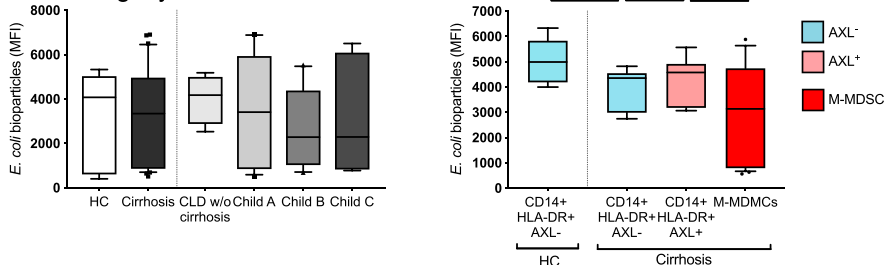 8000
6000
4000
2000
0
E. coli bioparticles (MFI)
HC
Cirrhosis
CLD w/o
cirrhosis
Child A
Child B
Child C
7000
6000
5000
4000
3000
2000
1000
0
E. coli bioparticles (MFI)
CD14+
HLA-DR+
AXL-
CD14+
HLA-DR+
AXL-
CD14+
HLA-DR+
AXL+
M-MDMCs
HC
Cirrhosis
AXL-
AXL+
M-MDSC